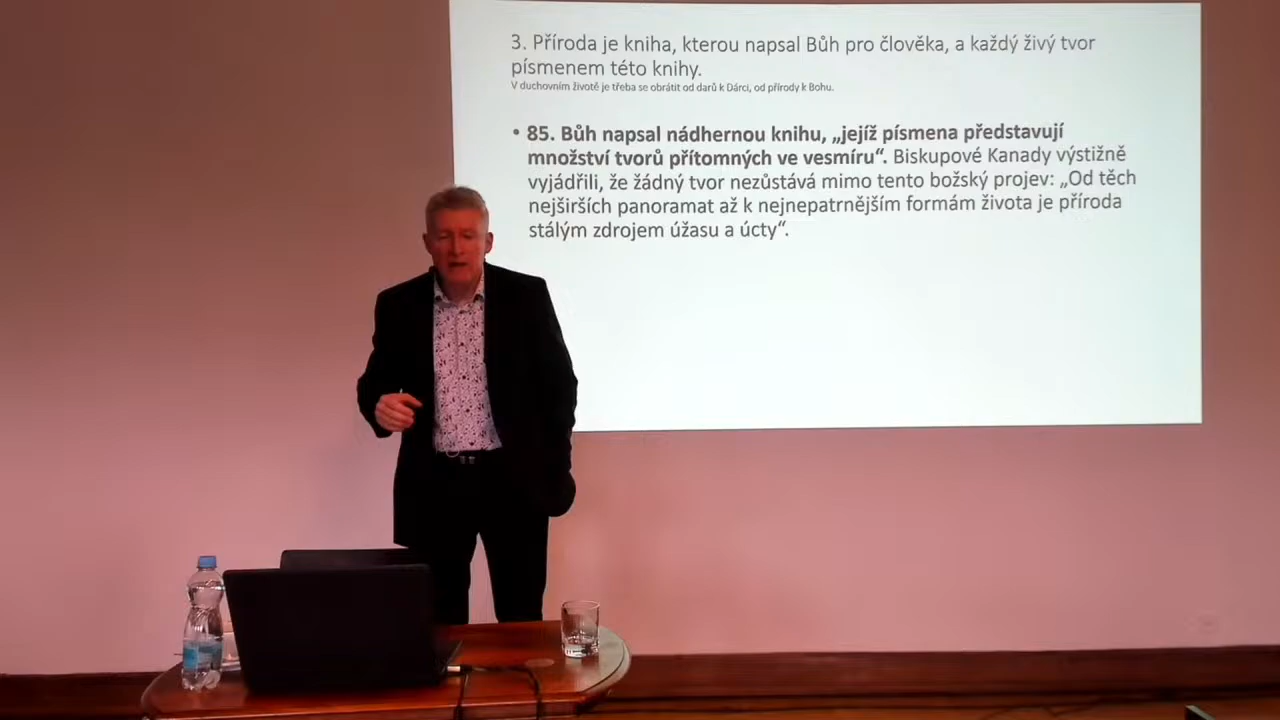 3. Příroda je kniha, kterou napsal Bůh pro člověka, a každý živý tvor
písmenem této knihy.
V duchovním životě je třeba se obrátit od darů k Dárci, od přírody k Bohu.
• 85. Bůh napsal nádhernou knihu, „jejíž písmena představují
množství tvorů přítomných ve vesmíru“. Biskupové Kanady výstižně
vyjádřili, že žádný tvor nezůstává mimo tento božský projev: „Od těch
nejširších panoramat až k nejnepatrnějším formám života je příroda
stálým zdrojem úžasu a úcty“.